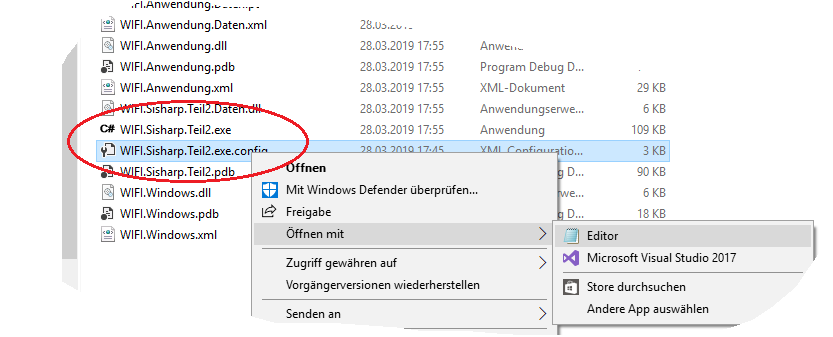 WIFI.Anwendung.Daten.xml 28.03.2019
WIFI.Anwendung.dll 28.03.2019 17:55
WIFI.Anwendung.pdb 28.03.2019 17:55 Program Debug D...
WIFI.Anwendung.xml 28.03.2019 17:55 XML-Dokument 29 KB
WIFI.Sisharp.Teil2.Daten.dll 28.03.2019 17:55 Anwendungserwe... 6 KB
C# WIFI.Sisharp.Teil2.exe 28.03.2019 17:55 Anwendung 109 KB
WIFI.Sisharp.Teil2.exe.config 28.03.2019 17:45 XML Configuratio... 3 KB
WIFI.Sisharp.Teil2.pdb 90 KB
WIFI.Windows.dll 6 KB
WIFI.Windows.pdb 18 KB
WIFI.Windows.xml
Öffnen
Mit Windows Defender überprüfen...
Freigabe
Öffnen mit
Zugriff gewähren auf
Vorgängerversionen wiederherstellen
Senden an
Editor
Microsoft Visual Studio 2017
Store durchsuchen
Andere App auswählen